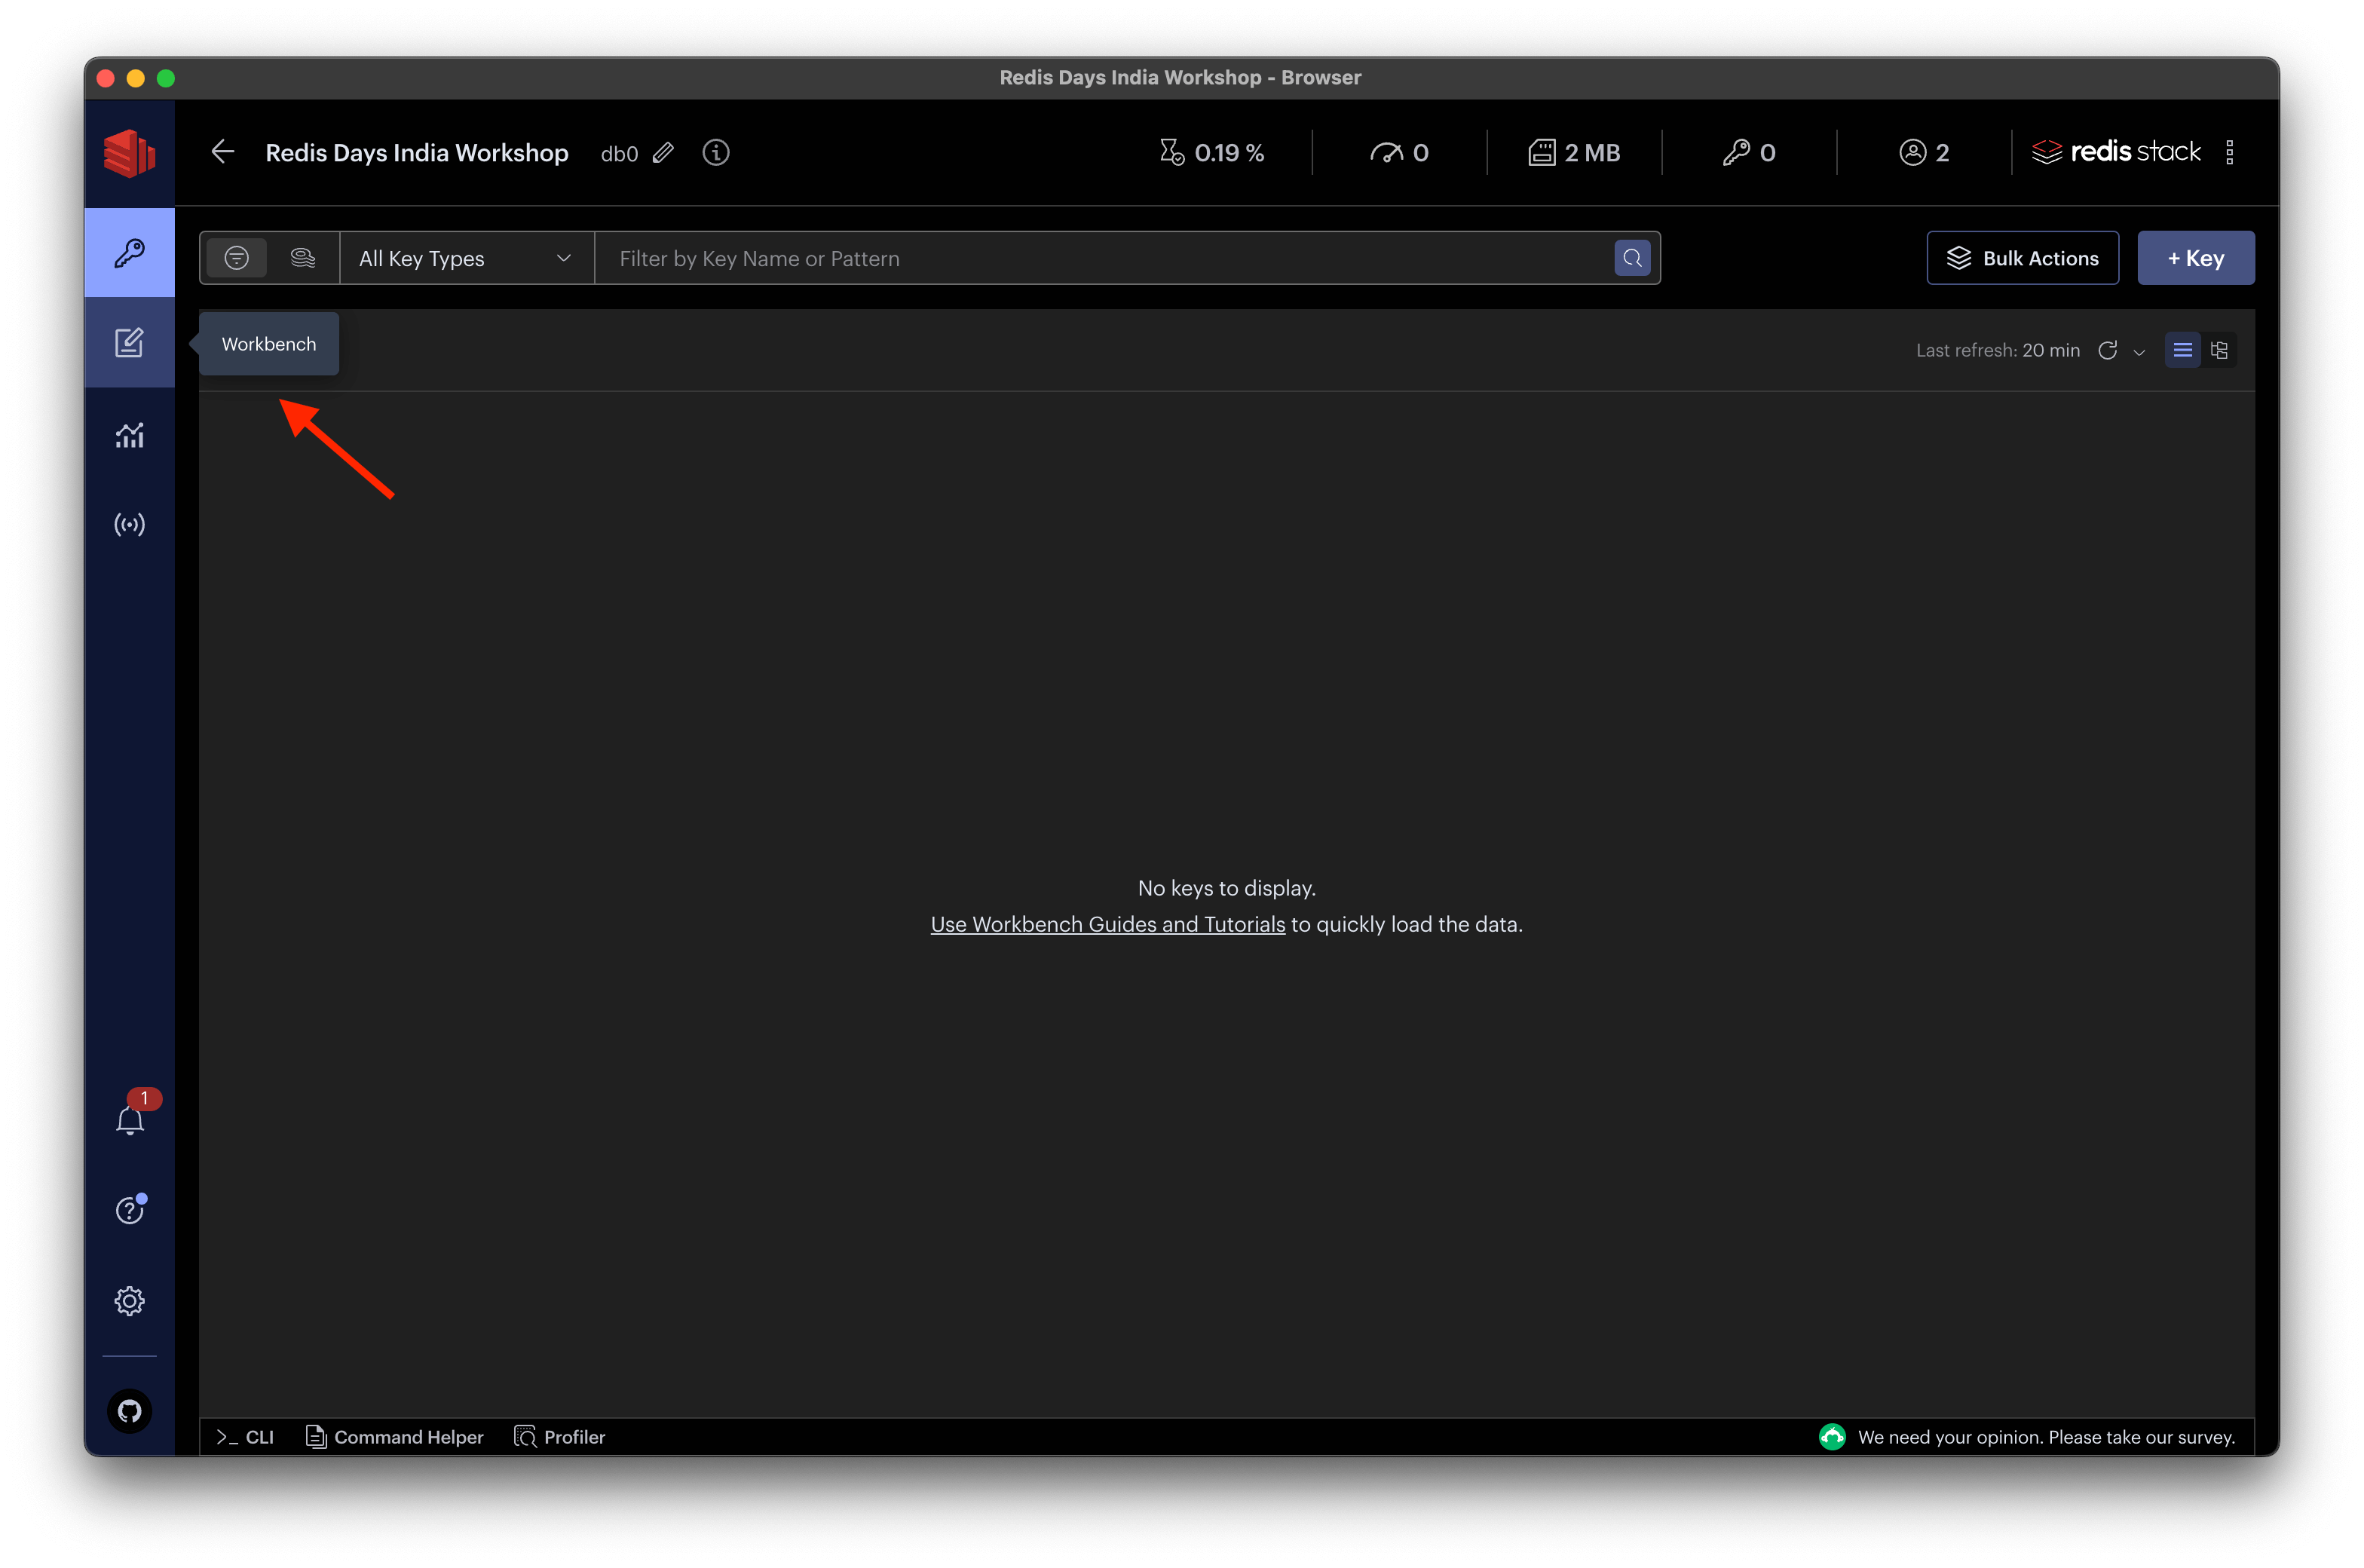 Redis Days India Workshop - Browser
Redis Days India Workshop db0 0.19 % 0 2 MB 0 2 redis stack
All Key Types Filter by Key Name or Pattern Bulk Actions + Key
Workbench Last refresh: 20 min
No keys to display.
Use Workbench Guides and Tutorials to quickly load the data.
1
>_ CLI Command Helper Profiler We need your opinion. Please take our survey.